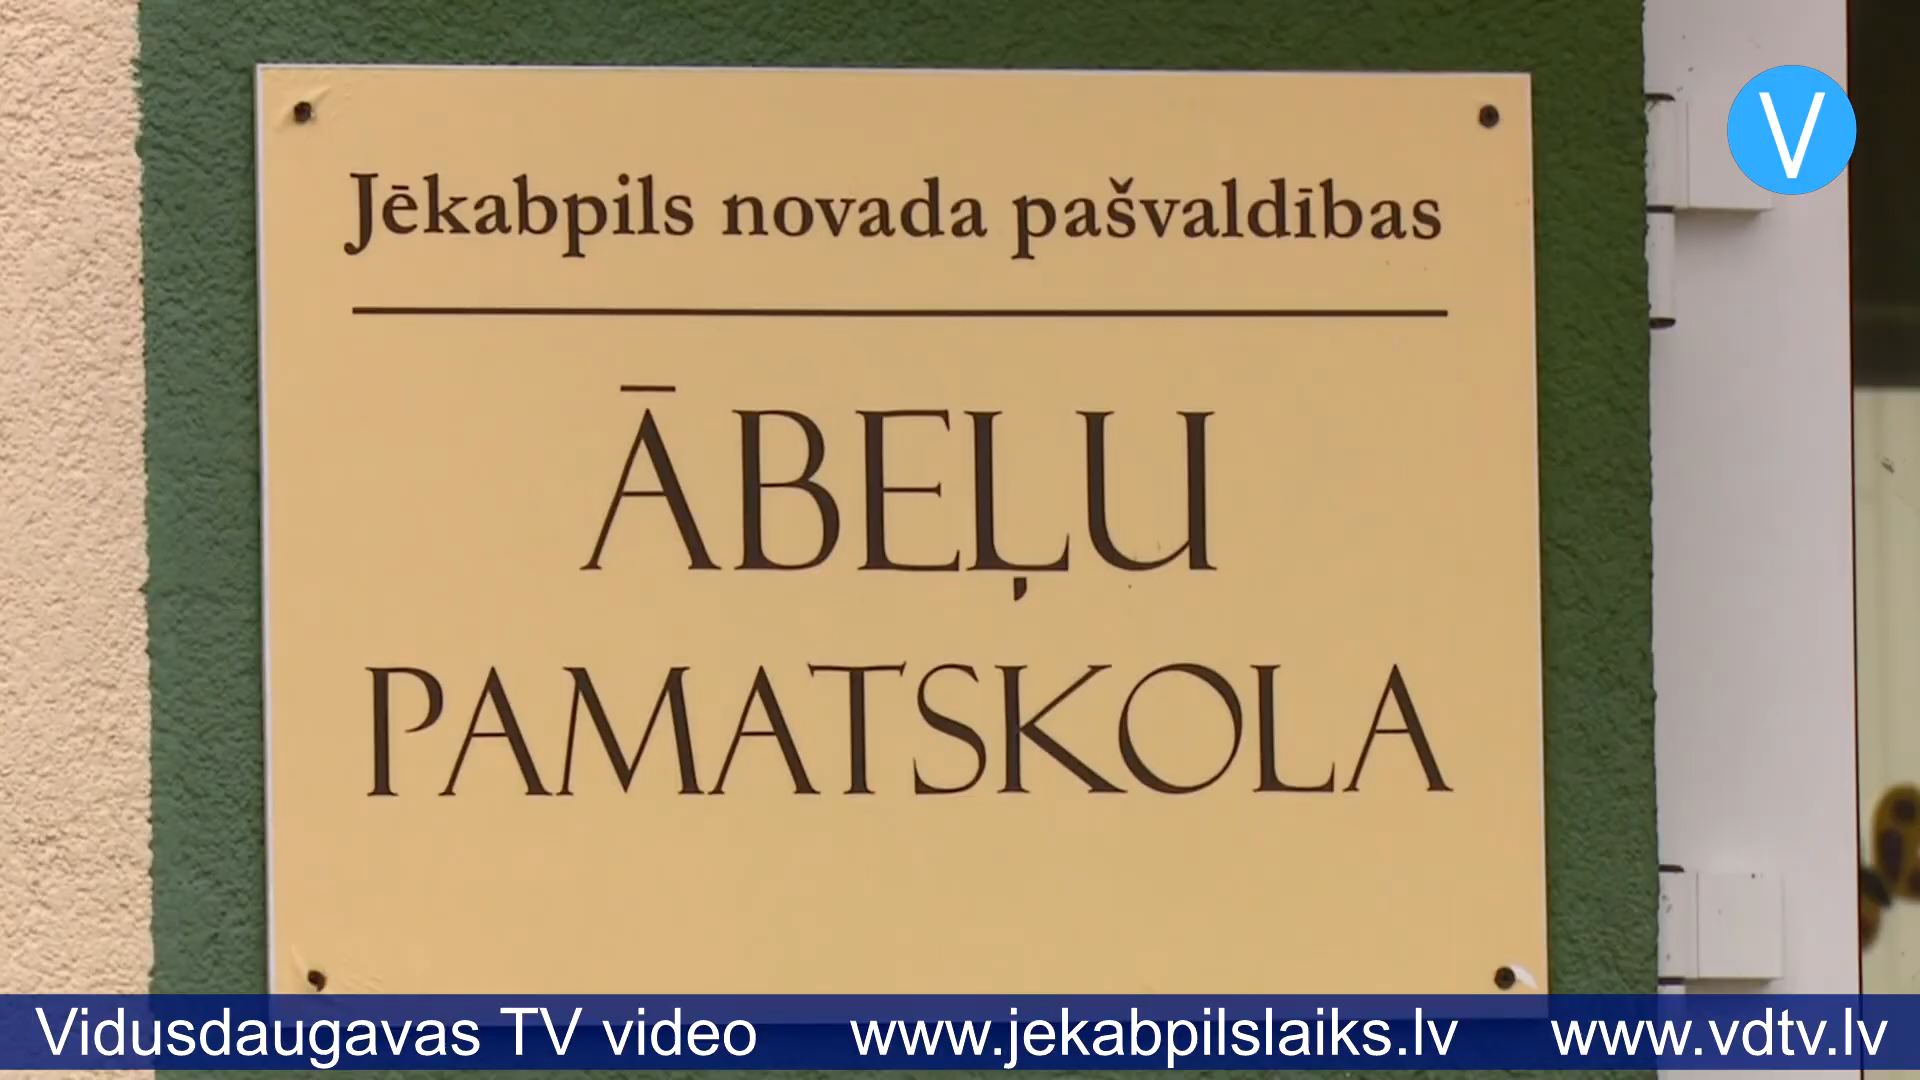 V
Jēkabpils novada pašvaldības
ĀBEĻU
PAMATSKOLA
Vidusdaugavas TV video www.jekabpilslaiks.lv www.vdtv.lv